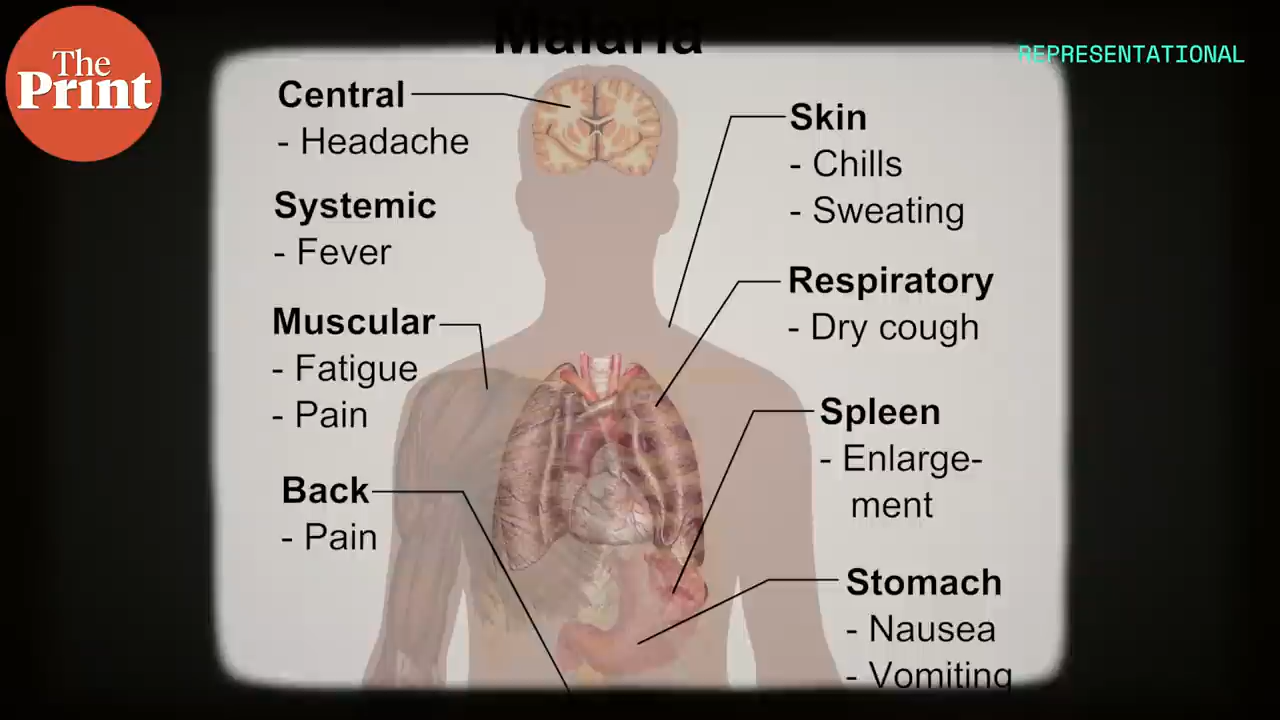 The
Print
REPRESENTATIONAL
Malaria
Central
- Headache
Systemic
- Fever
Muscular
- Fatigue
- Pain
Back
- Pain
Skin
- Chills
- Sweating
Respiratory
- Dry cough
Spleen
- Enlarge-
ment
Stomach
- Nausea
- Vomiting